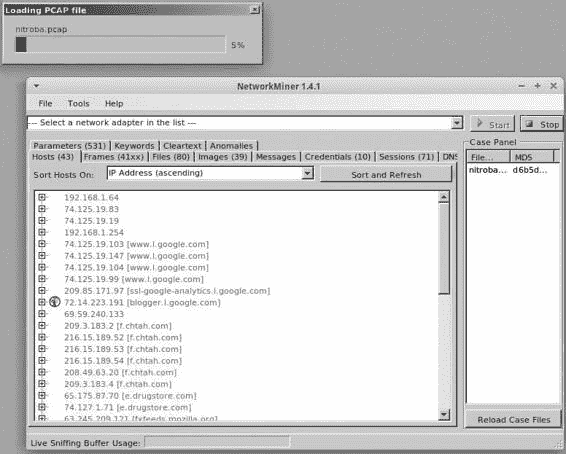 Loading PCAP file
nitroba.pcap
5%
NetworkMiner 1.4.1
File Tools Help
--- Select a network adapter in the list ---
Start
Stop
Parameters (531) Keywords Cleartext Anomalies
Hosts (43) Frames (41xx) Files (80) Images (39) Messages Credentials (10) Sessions (71) DNS
Sort Hosts On: IP Address (ascending) Sort and Refresh
192.168.1.64
74.125.19.83
74.125.19.19
192.168.1.254
74.125.19.103 [www.l.google.com]
74.125.19.147 [www.l.google.com]
74.125.19.104 [www.l.google.com]
74.125.19.99 [www.l.google.com]
209.85.171.97 [ssl-google-analytics.l.google.com]
72.14.223.191 [blogger.l.google.com]
69.59.240.133
209.3.183.2 [f.chtah.com]
216.15.189.52 [f.chtah.com]
216.15.189.53 [f.chtah.com]
216.15.189.54 [f.chtah.com]
208.49.63.20 [f.chtah.com]
209.3.183.4 [f.chtah.com]
65.175.87.70 [e.drugstore.com]
74.127.1.71 [e.drugstore.com]
63.245.209.121 [fxfeeds.mozilla.org]
Case Panel
File... MD5
nitroba... d6b5d...
Reload Case Files
Live Sniffing Buffer Usage: